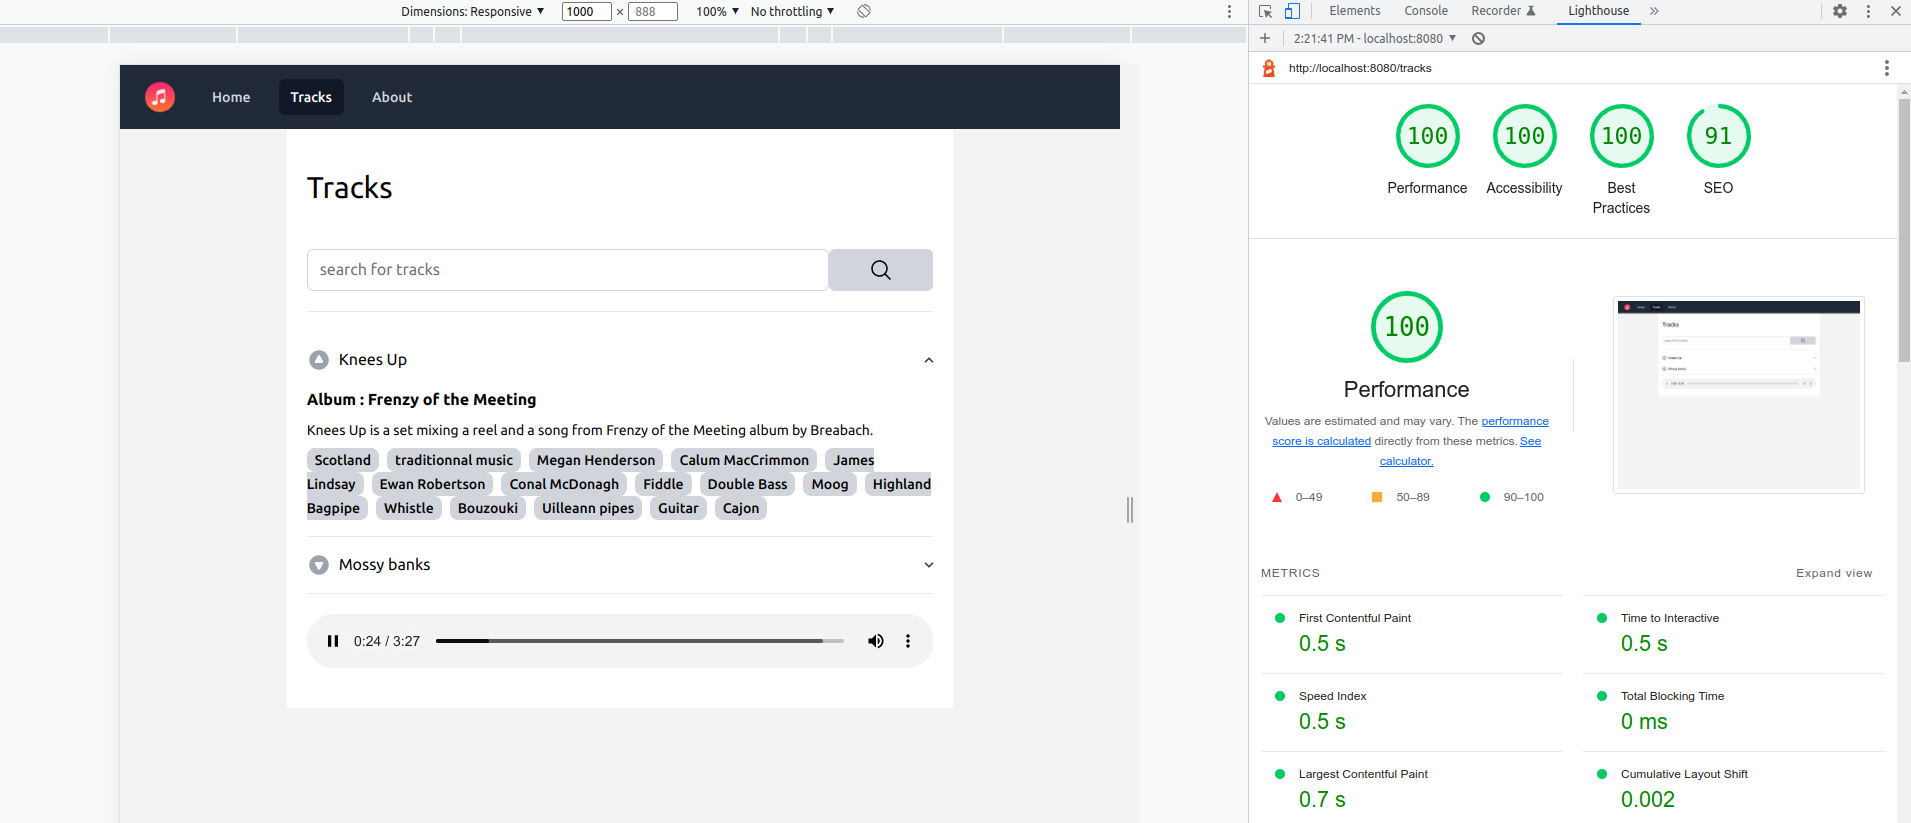 Dimensions: Responsive ▼ 1000 × 888 100% ▼ No throttling ▼
Home Tracks About
Tracks
search for tracks
Knees Up
Album : Frenzy of the Meeting
Knees Up is a set mixing a reel and a song from Frenzy of the Meeting album by Breabach.
Scotland traditionnal music Megan Henderson Calum MacCrimmon James
Lindsay Ewan Robertson Conal McDonagh Fiddle Double Bass Moog Highland
Bagpipe Whistle Bouzouki Uilleann pipes Guitar Cajon
Mossy banks
0:24 / 3:27
Elements Console Recorder Lighthouse »
2:21:41 PM - localhost:8080 ▼
http://localhost:8080/tracks
100 100 100 91
Performance Accessibility Best Practices SEO
100
Performance
Values are estimated and may vary. The performance
score is calculated directly from these metrics. See
calculator.
0–49 50–89 90–100
METRICS Expand view
First Contentful Paint
0.5 s
Time to Interactive
0.5 s
Speed Index
0.5 s
Total Blocking Time
0 ms
Largest Contentful Paint
0.7 s
Cumulative Layout Shift
0.002